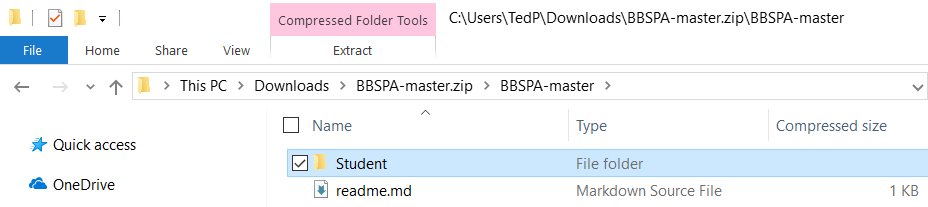 Compressed Folder Tools C:\Users\TedP\Downloads\BBSPA-master.zip\BBSPA-master
File Home Share View Extract
This PC > Downloads > BBSPA-master.zip > BBSPA-master >
Name Type Compressed size
Quick access
Student File folder
OneDrive
readme.md Markdown Source File 1 KB